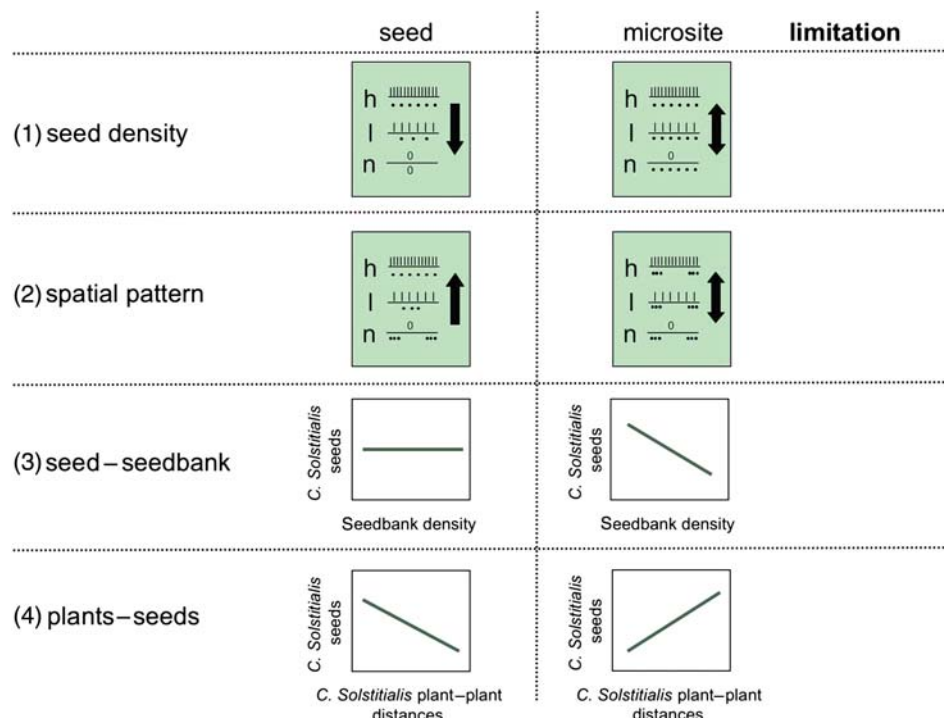 seed microsite limitation
(1) seed density
h
l
0
n
0
h
l
0
n
(2) spatial pattern
h
l
0
n
h
l
0
n
(3) seed–seedbank
C. Solstitialis
seeds
Seedbank density
C. Solstitialis
seeds
Seedbank density
(4) plants–seeds
C. Solstitialis
seeds
C. Solstitialis plant–plant
distances
C. Solstitialis
seeds
C. Solstitialis plant–plant
distances